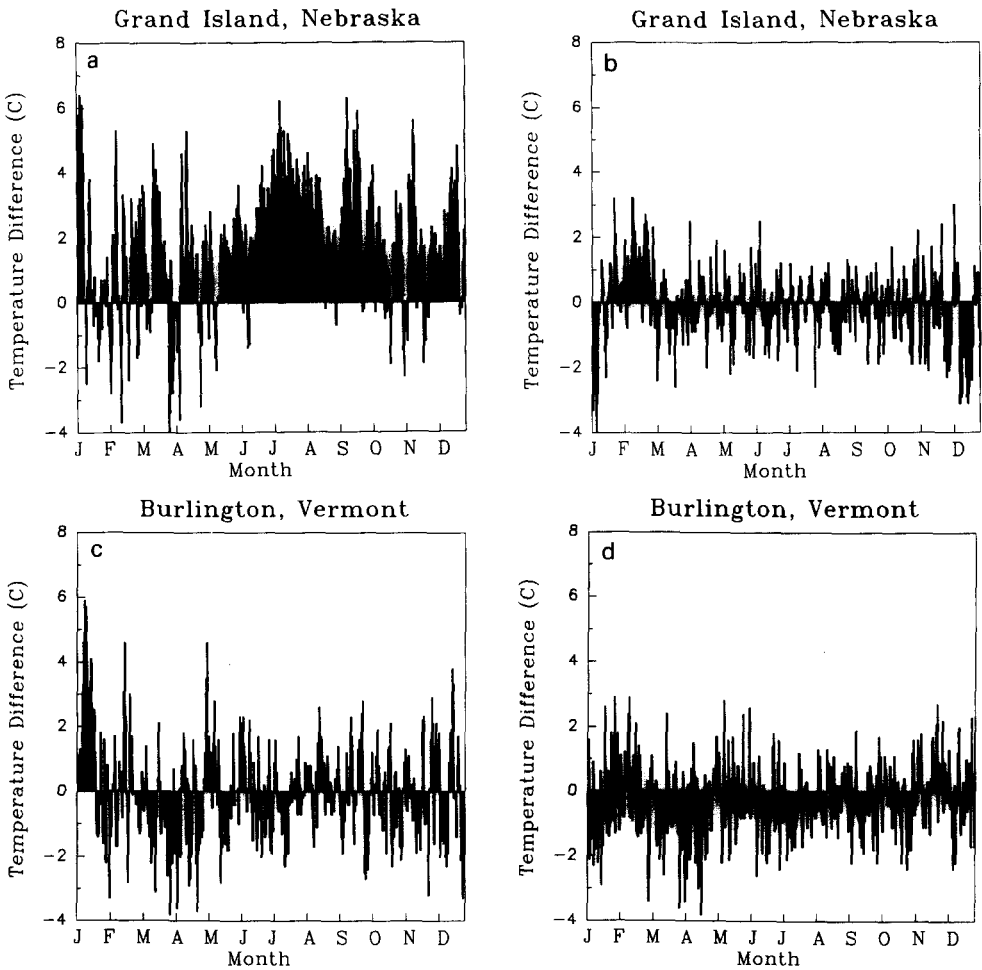 Grand Island, Nebraska
a
Temperature Difference (C)
8
6
4
2
0
−2
−4
J F M A M J J A S O N D
Month
Grand Island, Nebraska
b
Temperature Difference (C)
8
6
4
2
0
−2
−4
J F M A M J J A S O N D
Month
Burlington, Vermont
c
Temperature Difference (C)
8
6
4
2
0
−2
−4
J F M A M J J A S O N D
Month
Burlington, Vermont
d
Temperature Difference (C)
8
6
4
2
0
−2
−4
J F M A M J J A S O N D
Month